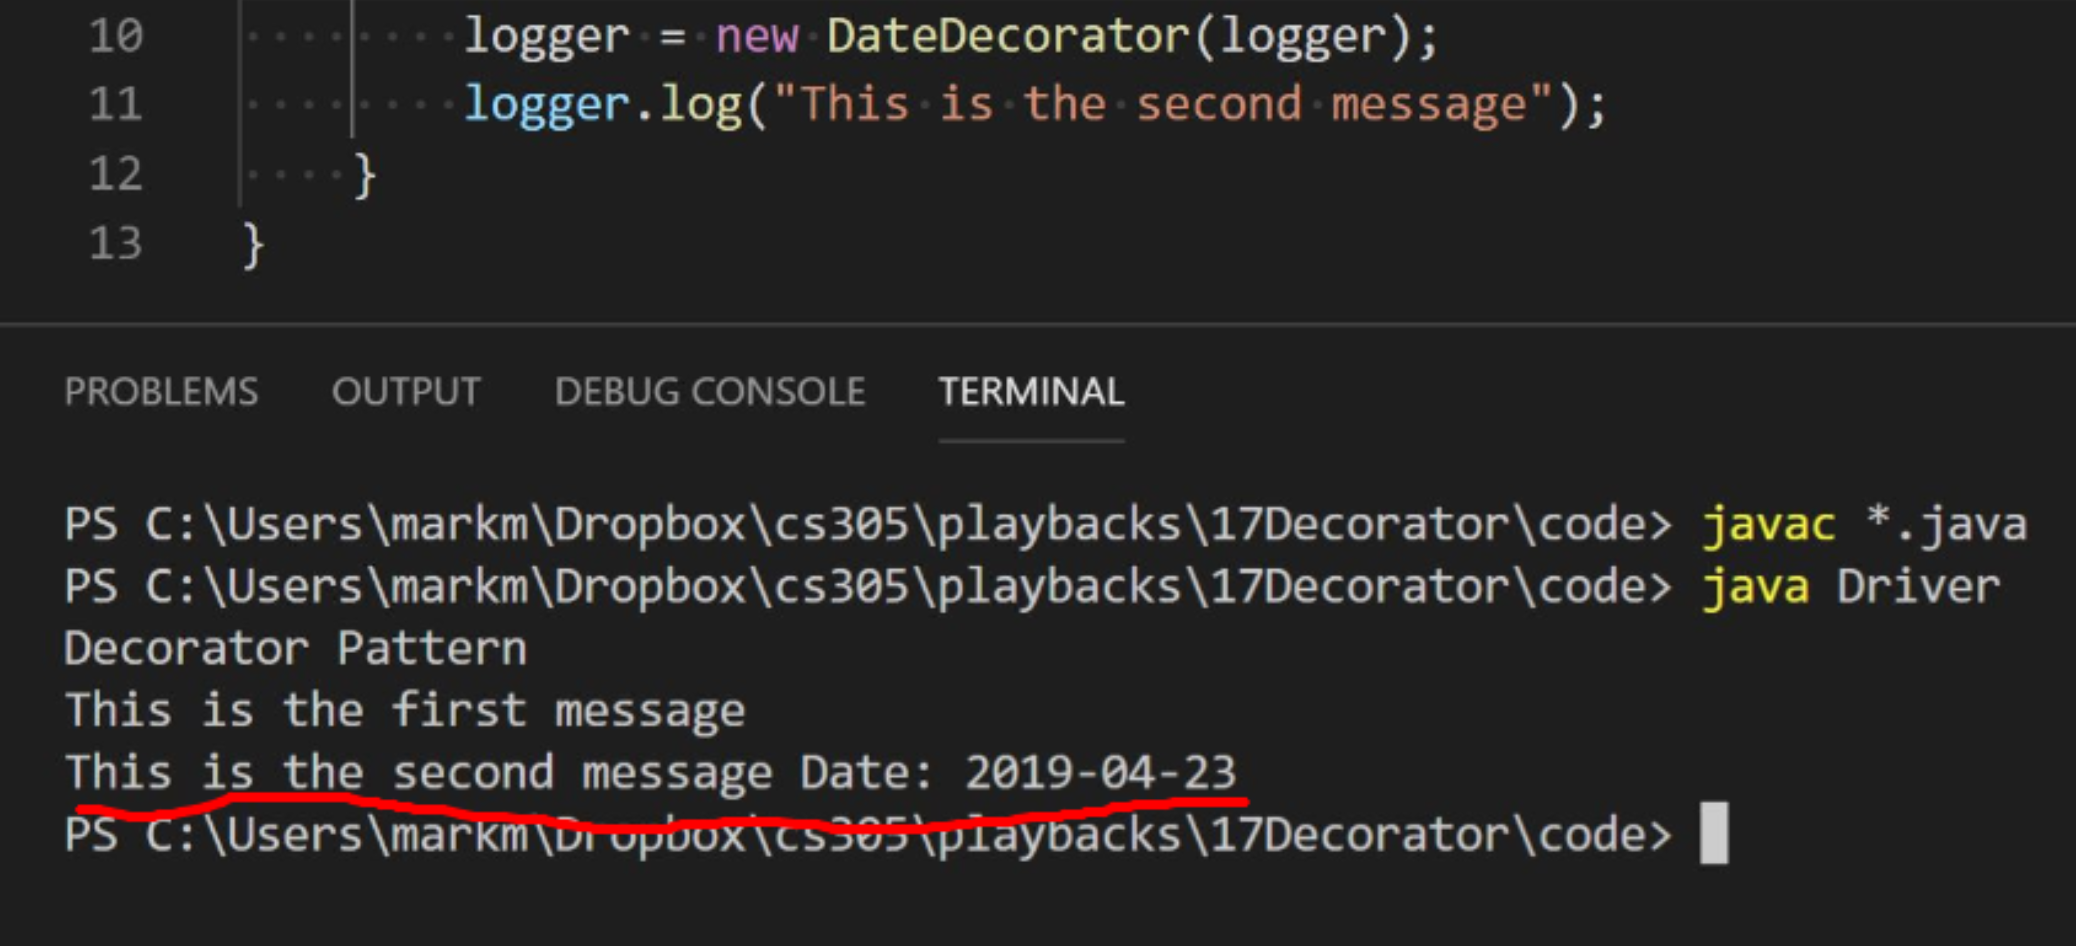 10 logger = new DateDecorator(logger);
11 logger.log("This is the second message");
12 }
13 }
PROBLEMS OUTPUT DEBUG CONSOLE TERMINAL
PS C:\Users\markm\Dropbox\cs305\playbacks\17Decorator\code> javac *.java
PS C:\Users\markm\Dropbox\cs305\playbacks\17Decorator\code> java Driver
Decorator Pattern
This is the first message
This is the second message Date: 2019-04-23
PS C:\Users\markm\Dropbox\cs305\playbacks\17Decorator\code>